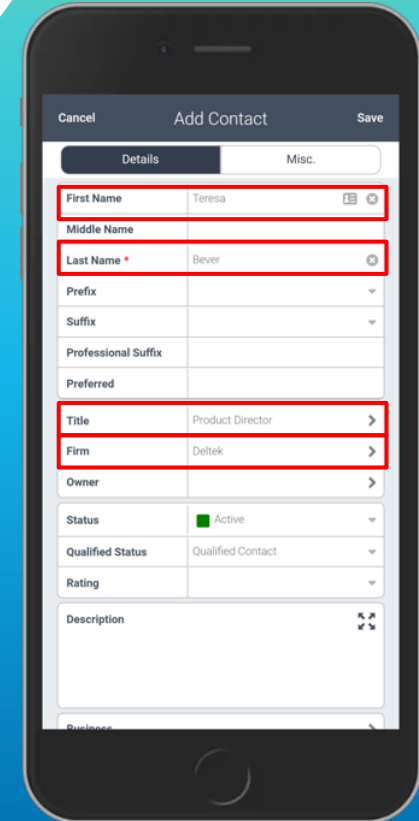 Cancel Add Contact Save
Details Misc.
First Name Teresa
Middle Name
Last Name * Bever
Prefix
Suffix
Professional Suffix
Preferred
Title Product Director
Firm Deltek
Owner
Status Active
Qualified Status Qualified Contact
Rating
Description
Business